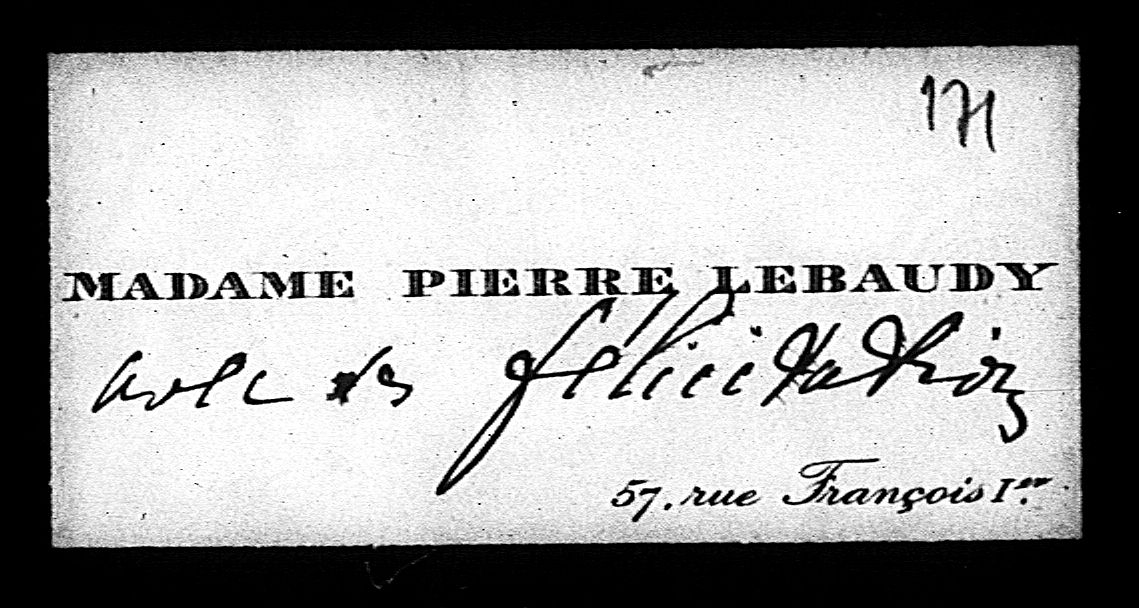 171
MADAME PIERRE LEBAUDY
avec ses félicitations
57, rue François Ier.